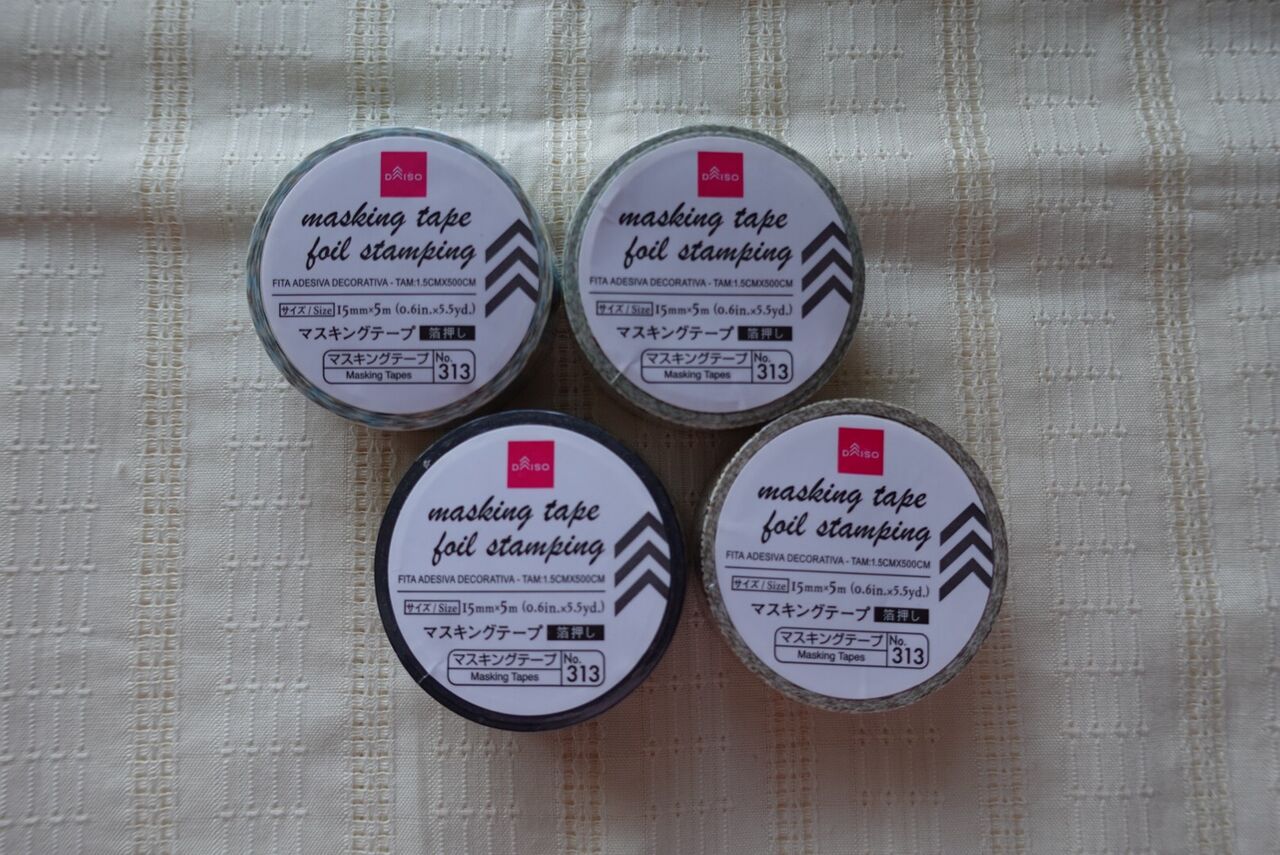 DAISO
masking tape
foil stamping
FITA ADESIVA DECORATIVA - TAM:1.5CMX500CM
サイズ / Size 15mm×5m (0.6in.×5.5yd.)
マスキングテープ 箔押し
マスキングテープ No.
Masking Tapes 313
DAISO
masking tape
foil stamping
FITA ADESIVA DECORATIVA - TAM:1.5CMX500CM
サイズ / Size 15mm×5m (0.6in.×5.5yd.)
マスキングテープ 箔押し
マスキングテープ No.
Masking Tapes 313
DAISO
masking tape
foil stamping
FITA ADESIVA DECORATIVA - TAM:1.5CMX500CM
サイズ / Size 15mm×5m (0.6in.×5.5yd.)
マスキングテープ 箔押し
マスキングテープ No.
Masking Tapes 313
DAISO
masking tape
foil stamping
FITA ADESIVA DECORATIVA - TAM:1.5CMX500CM
サイズ / Size 15mm×5m (0.6in.×5.5yd.)
マスキングテープ 箔押し
マスキングテープ No.
Masking Tapes 313